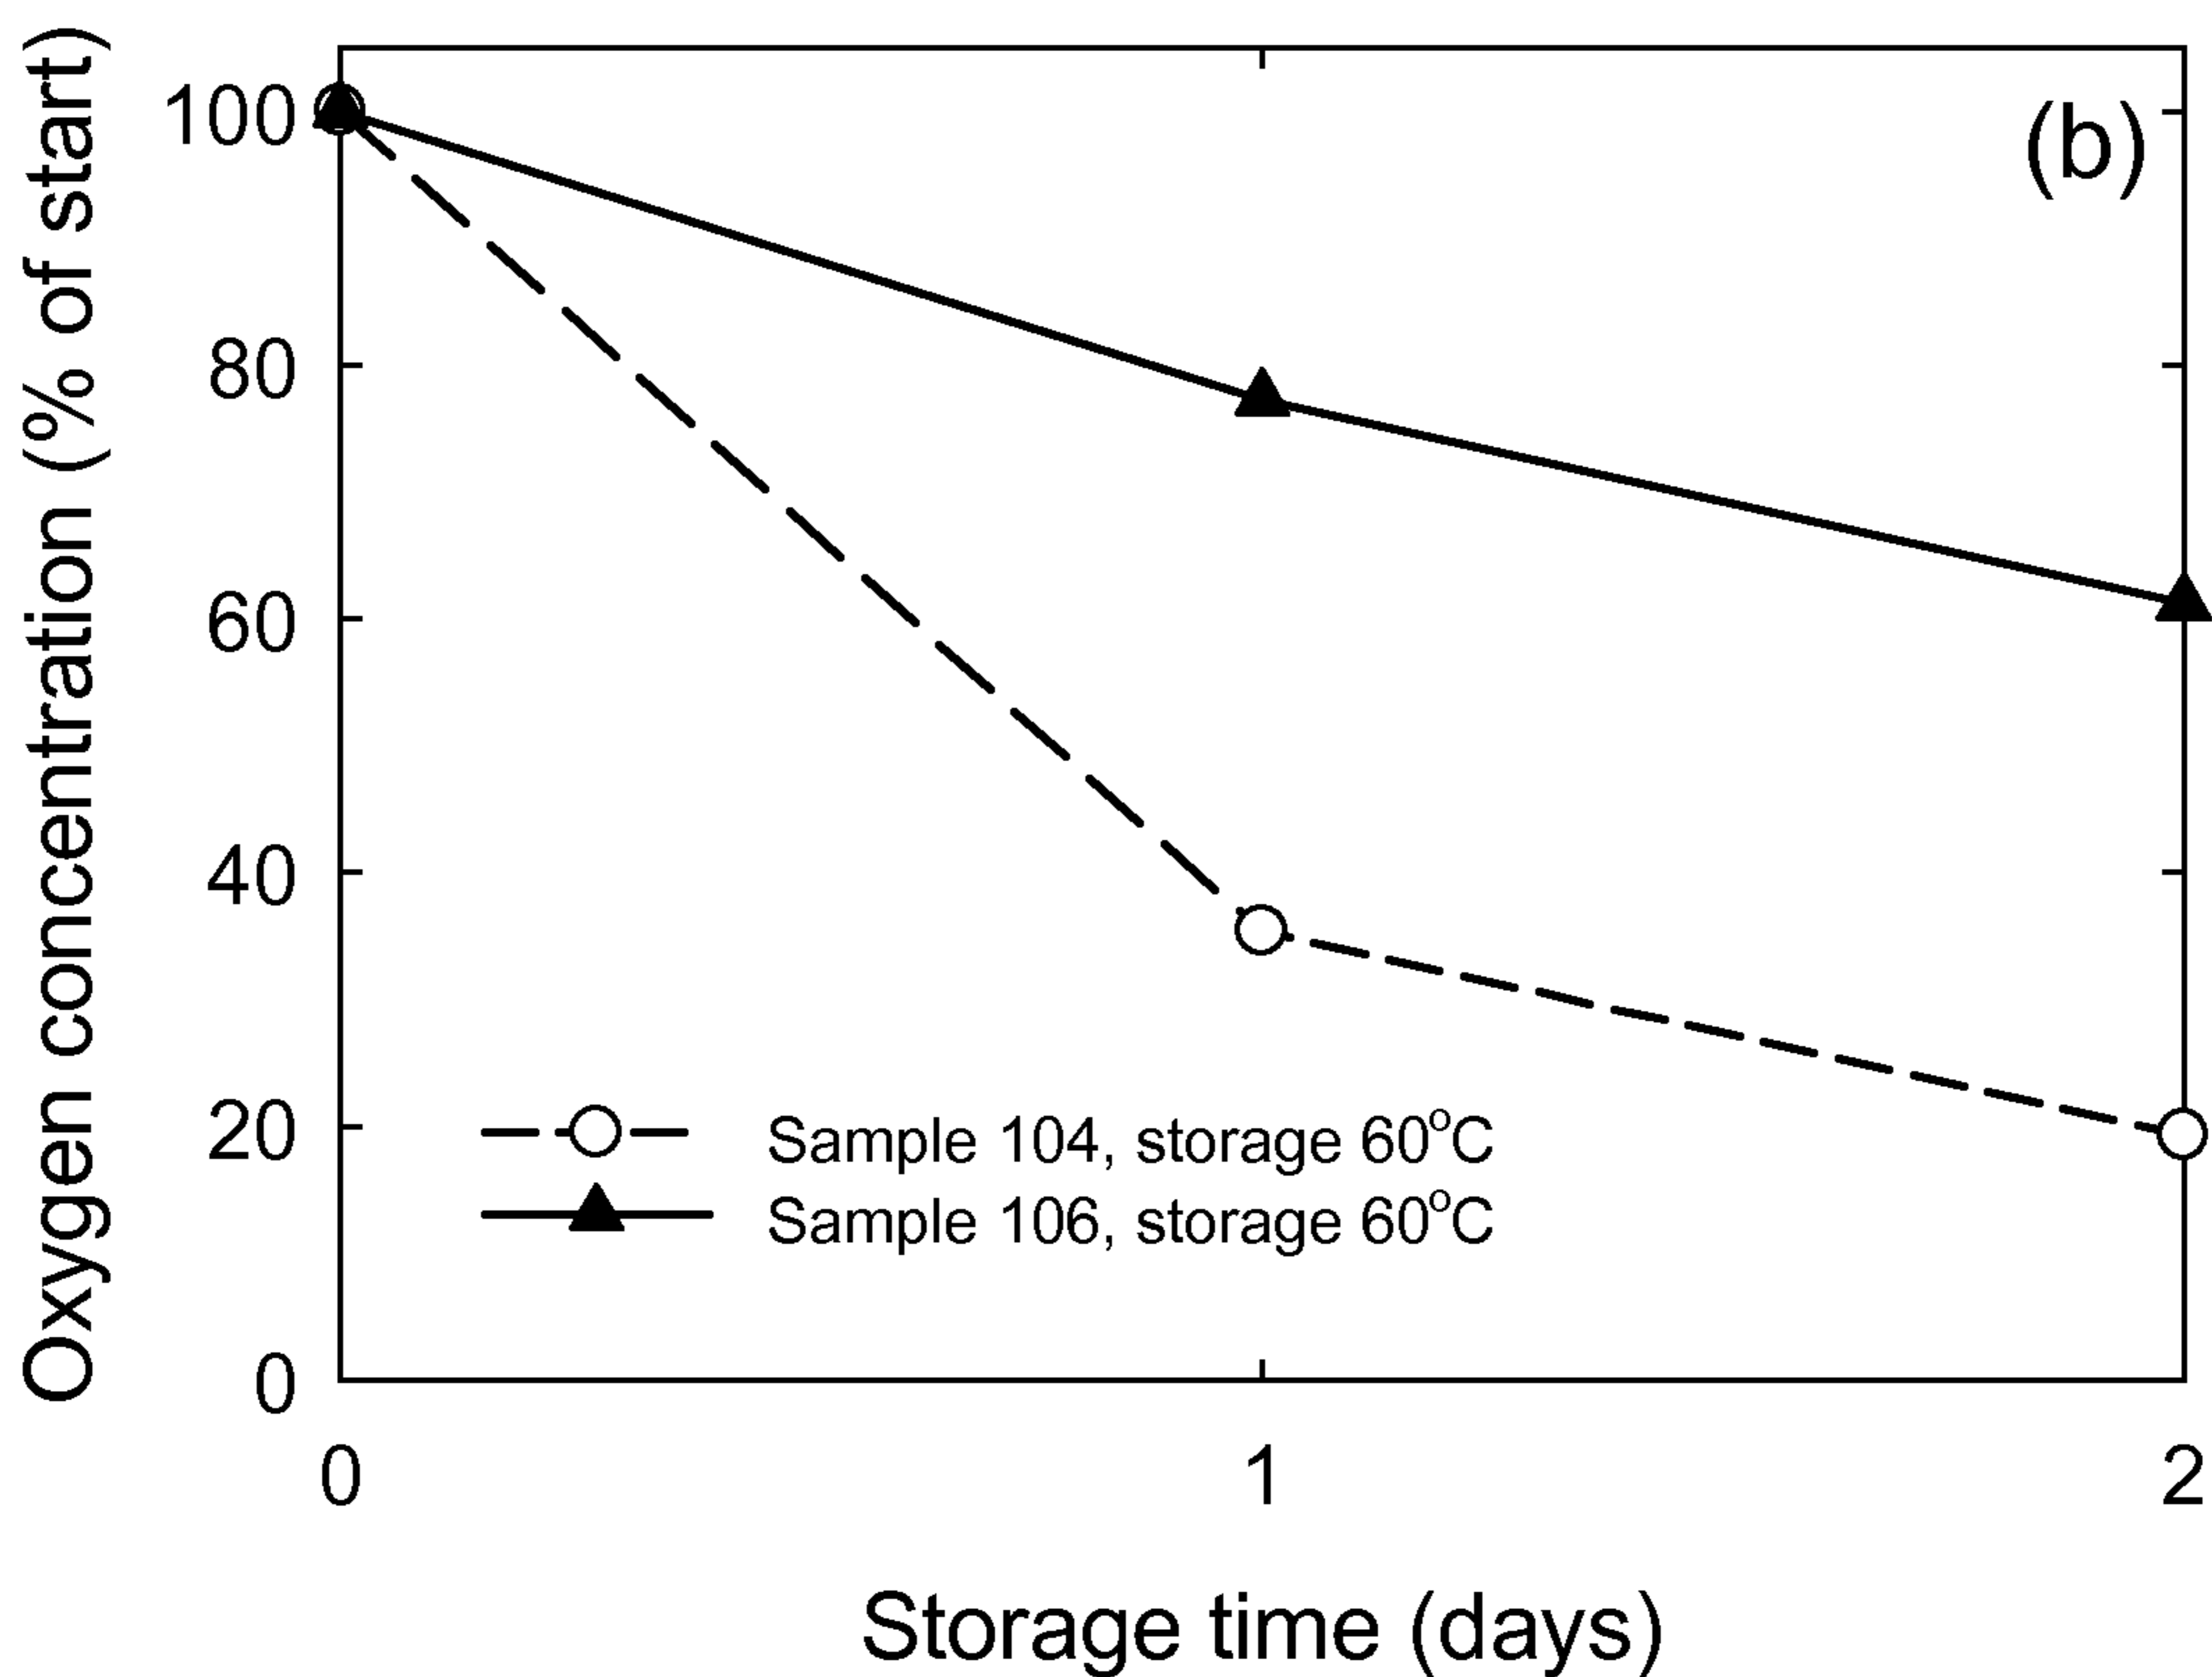 Oxygen concentration (% of start)
100
80
60
40
20
0
(b)
Sample 104, storage 60°C
Sample 106, storage 60°C
0 1 2
Storage time (days)